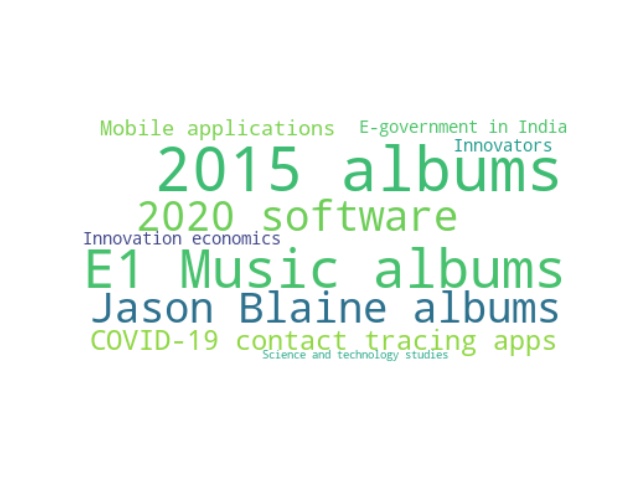 Mobile applications
E-government in India
Innovators
2015 albums
2020 software
Innovation economics
E1 Music albums
Jason Blaine albums
COVID-19 contact tracing apps
Science and technology studies